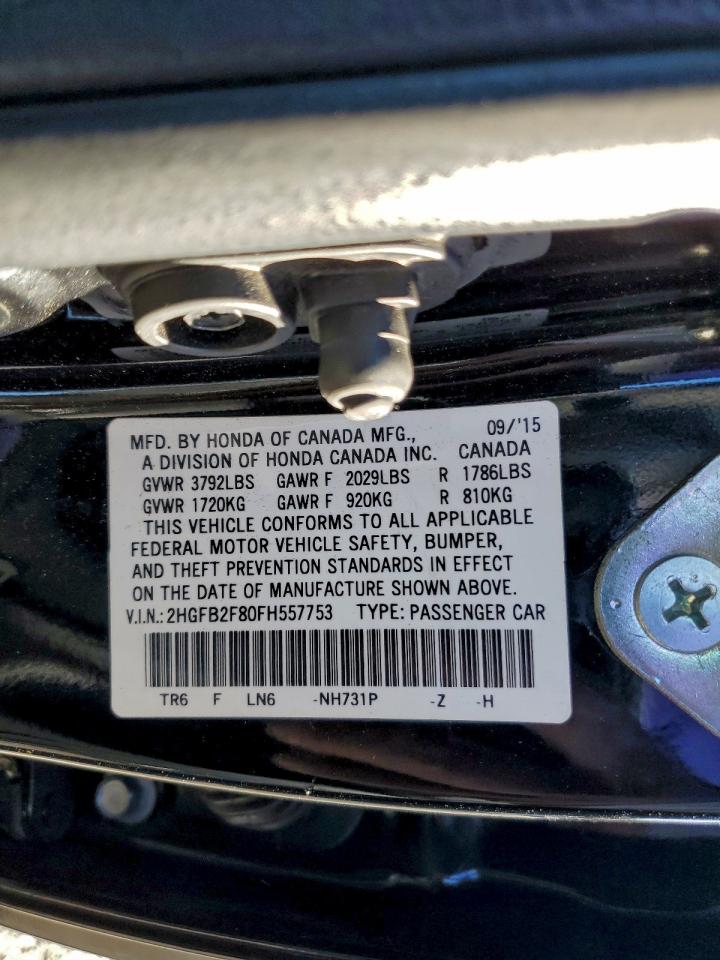 MFD. BY HONDA OF CANADA MFG., 09/'15
A DIVISION OF HONDA CANADA INC. CANADA
GVWR 3792LBS GAWR F 2029LBS R 1786LBS
GVWR 1720KG GAWR F 920KG R 810KG
THIS VEHICLE CONFORMS TO ALL APPLICABLE
FEDERAL MOTOR VEHICLE SAFETY, BUMPER,
AND THEFT PREVENTION STANDARDS IN EFFECT
ON THE DATE OF MANUFACTURE SHOWN ABOVE.
V.I.N.: 2HGFB2F80FH557753 TYPE: PASSENGER CAR
TR6 F LN6 -NH731P -Z -H